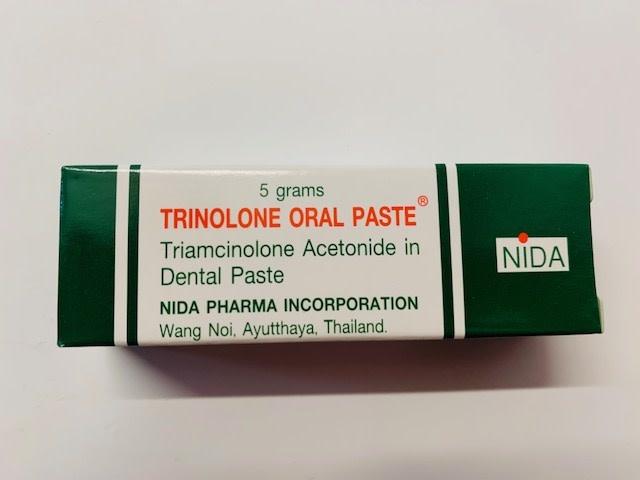 5 grams
TRINOLONE ORAL PASTE®
Triamcinolone Acetonide in
Dental Paste
NIDA PHARMA INCORPORATION
Wang Noi, Ayutthaya, Thailand.
NIDA